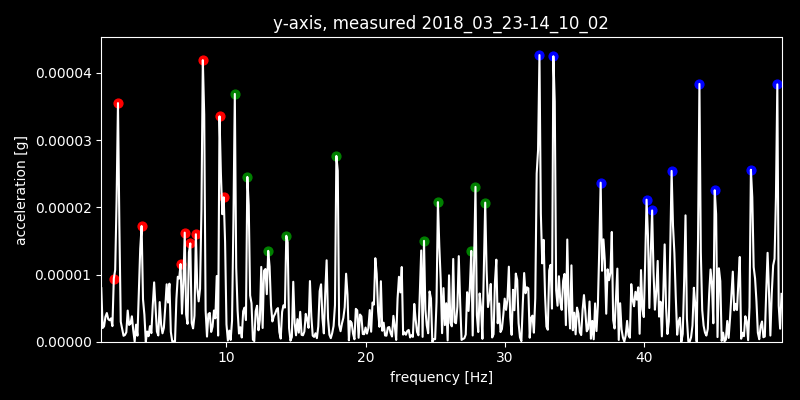 y-axis, measured 2018_03_23-14_10_02
acceleration [g]
0.00004
0.00003
0.00002
0.00001
0.00000
10 20 30 40
frequency [Hz]